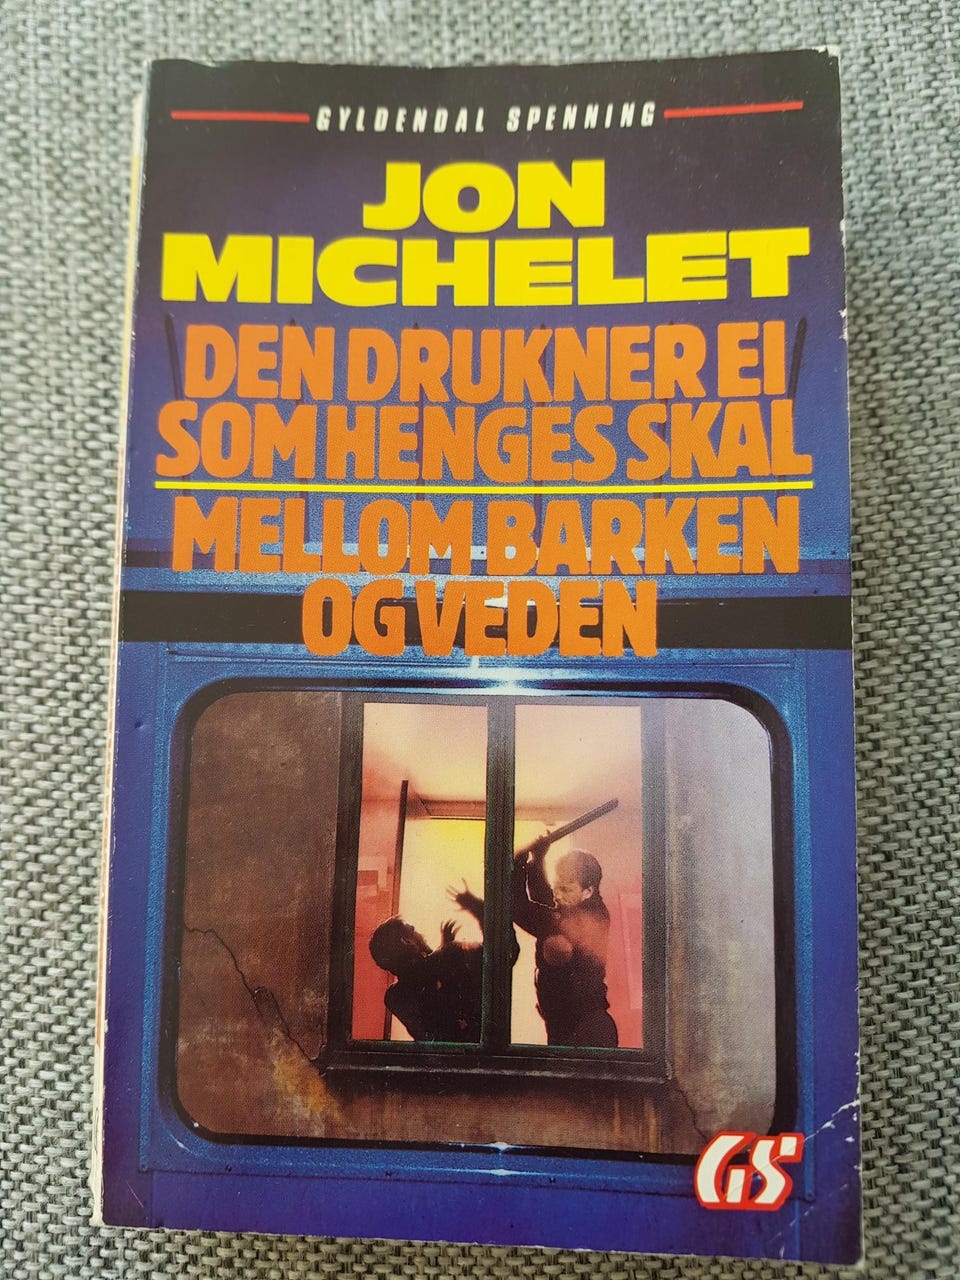 GYLDENDAL SPENNING
JON
MICHELET
DEN DRUKNER EI
SOM HENGES SKAL
MELLOM BARKEN
OG VEDEN
GS